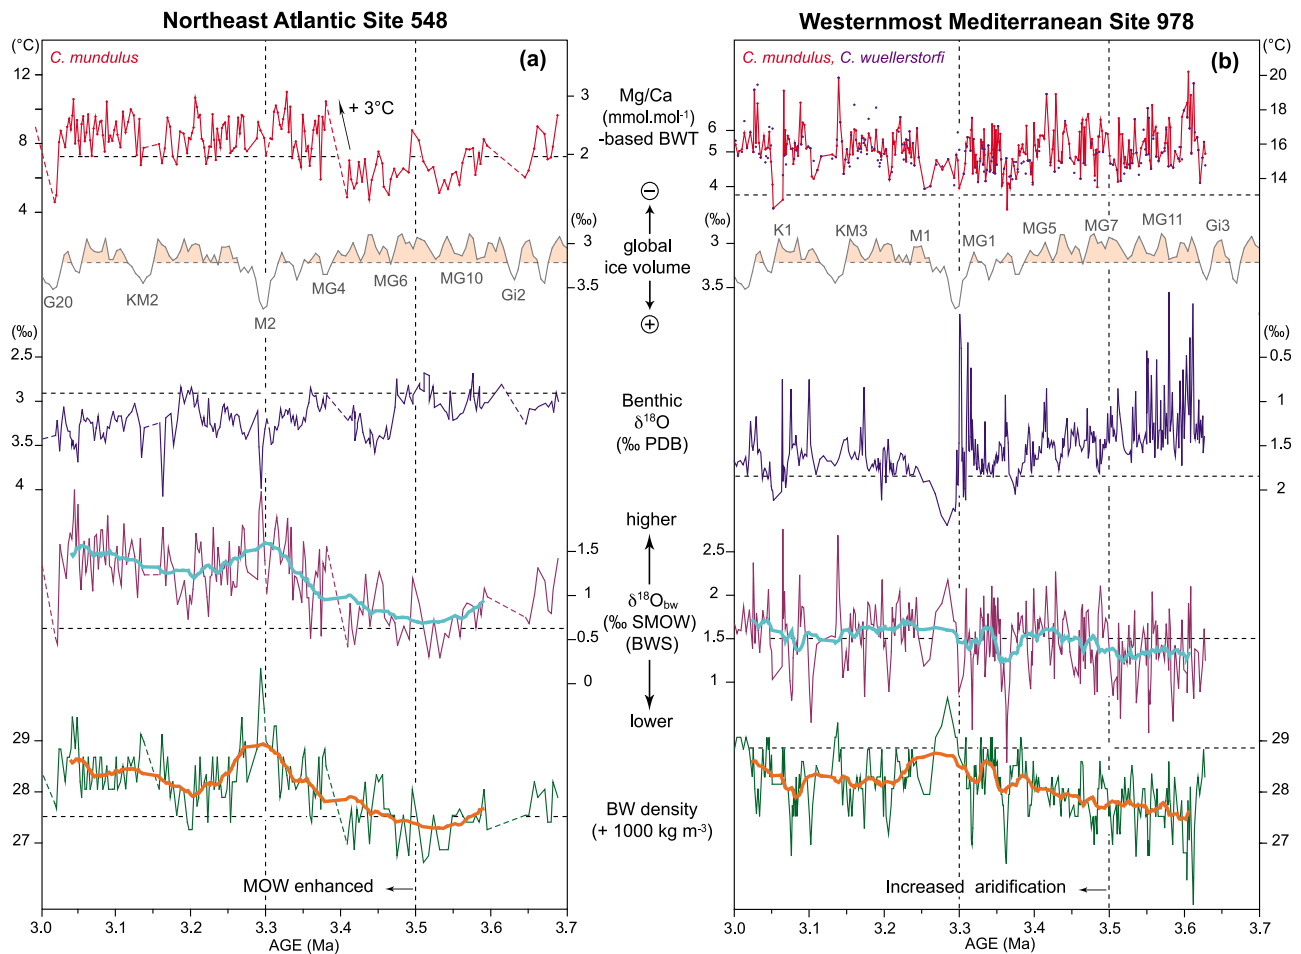 Northeast Atlantic Site 548
Westernmost Mediterranean Site 978
(°C)
C. mundulus
(a)
12
8
4
+ 3°C
3
2
Mg/Ca
(mmol.mol⁻¹)
-based BWT
C. mundulus, C. wuellerstorfi
(b)
(°C)
6
5
4
20
18
16
14
−
global
ice volume
+
(‰)
3
3.5
G20
KM2
M2
MG4
MG6
MG10
Gi2
(‰)
3
3.5
K1
KM3
M1
MG1
MG5
MG7
MG11
Gi3
(‰)
2.5
3
3.5
4
Benthic
δ¹⁸O
(‰ PDB)
(‰)
0.5
1
1.5
2
higher
δ¹⁸Obw
(‰ SMOW)
(BWS)
lower
1.5
1
0.5
0
2.5
2
1.5
1
29
28
27
BW density
(+ 1000 kg m⁻³)
29
28
27
MOW enhanced
Increased aridification
3.0 3.1 3.2 3.3 3.4 3.5 3.6 3.7
AGE (Ma)
3.0 3.1 3.2 3.3 3.4 3.5 3.6 3.7
AGE (Ma)